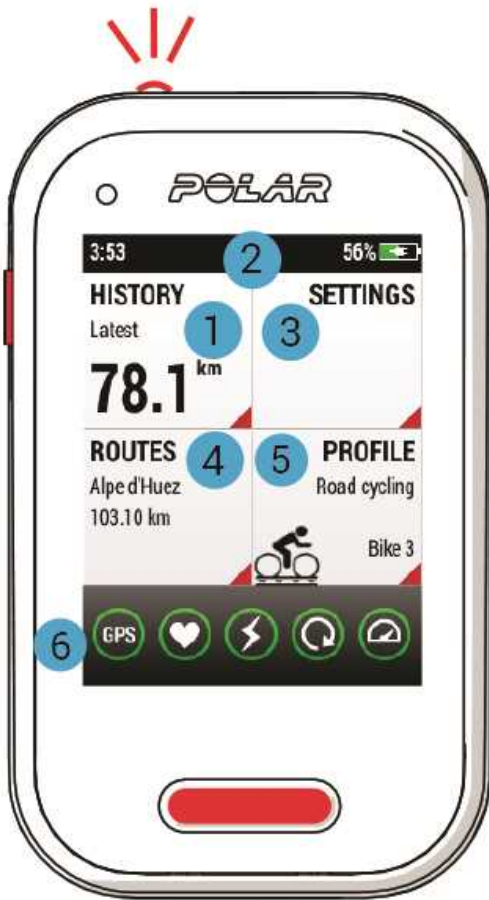 POLAR
3:53 2 56%
HISTORY 1
Latest
78.1 km
3 SETTINGS
ROUTES 4
Alpe d'Huez
103.10 km
5 PROFILE
Road cycling
Bike 3
6 GPS